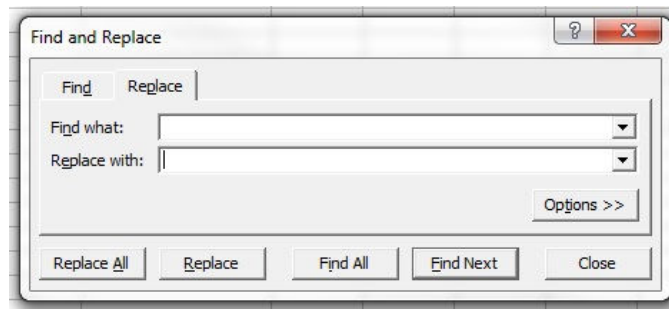 Find and Replace
Find Replace
Find what:
Replace with:
Options >>
Replace All Replace Find All Find Next Close